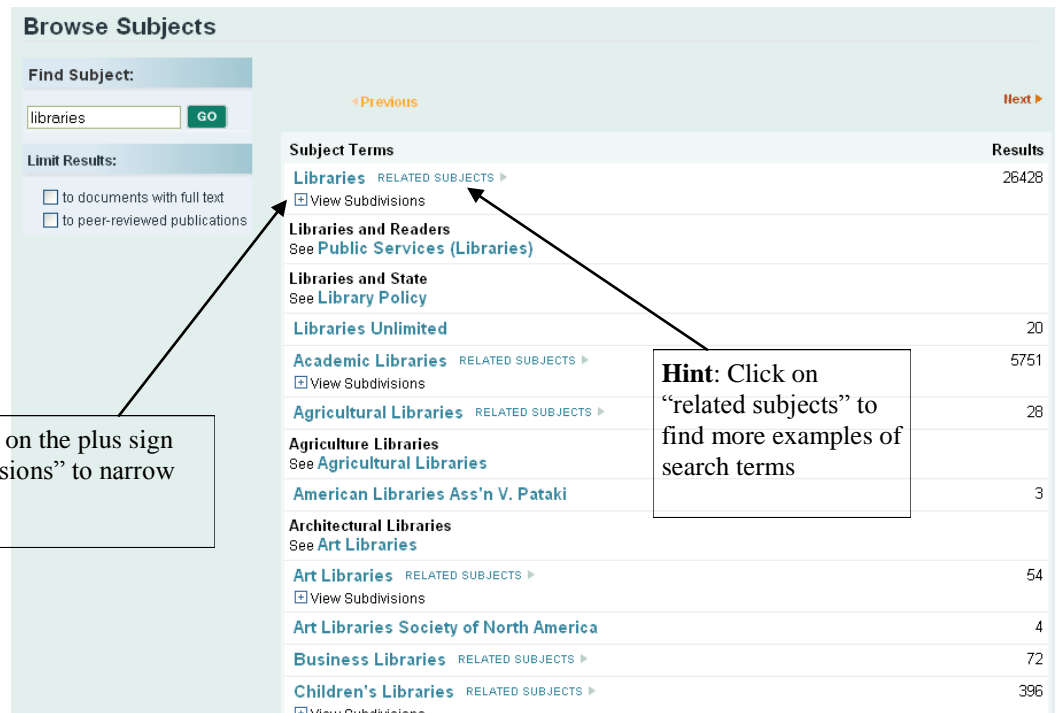 Browse Subjects
Find Subject:
libraries GO
Limit Results:
to documents with full text
to peer-reviewed publications
Previous Next
Subject Terms Results
Libraries RELATED SUBJECTS 26428
View Subdivisions
Libraries and Readers
See Public Services (Libraries)
Libraries and State
See Library Policy
Libraries Unlimited 20
Academic Libraries RELATED SUBJECTS 5751
View Subdivisions
Agricultural Libraries RELATED SUBJECTS 28
Agriculture Libraries
See Agricultural Libraries
American Libraries Ass'n V. Pataki 3
Architectural Libraries
See Art Libraries
Art Libraries RELATED SUBJECTS 54
View Subdivisions
Art Libraries Society of North America 4
Business Libraries RELATED SUBJECTS 72
Children's Libraries RELATED SUBJECTS 396
View Subdivisions
on the plus sign
sions” to narrow
Hint: Click on
“related subjects” to
find more examples of
search terms